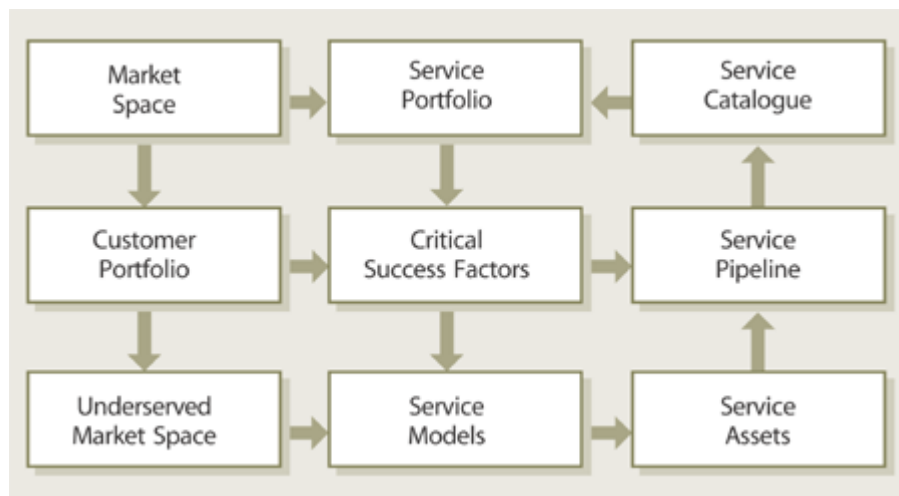 Market
Space
Service
Portfolio
Service
Catalogue
Customer
Portfolio
Critical
Success Factors
Service
Pipeline
Underserved
Market Space
Service
Models
Service
Assets